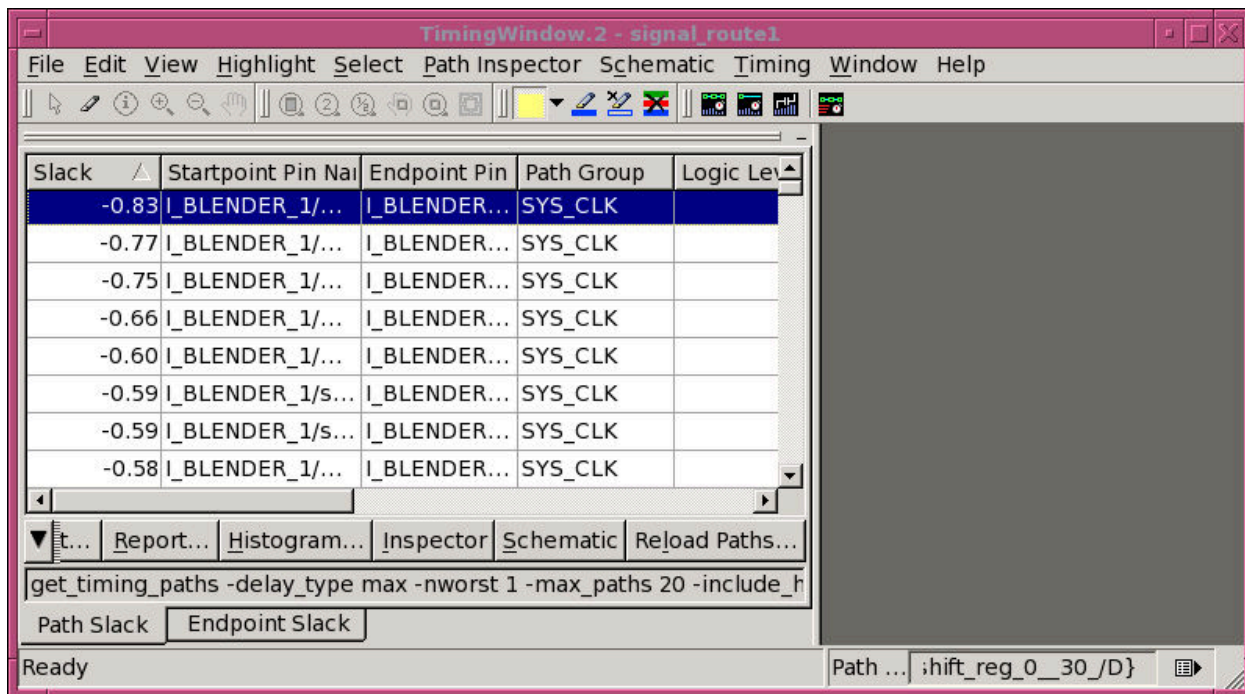 TimingWindow.2 - signal_route1
File Edit View Highlight Select Path Inspector Schematic Timing Window Help
Slack Startpoint Pin Nai Endpoint Pin Path Group Logic Lev
-0.83 I_BLENDER_1/... I_BLENDER... SYS_CLK
-0.77 I_BLENDER_1/... I_BLENDER... SYS_CLK
-0.75 I_BLENDER_1/... I_BLENDER... SYS_CLK
-0.66 I_BLENDER_1/... I_BLENDER... SYS_CLK
-0.60 I_BLENDER_1/... I_BLENDER... SYS_CLK
-0.59 I_BLENDER_1/s... I_BLENDER... SYS_CLK
-0.59 I_BLENDER_1/s... I_BLENDER... SYS_CLK
-0.58 I_BLENDER_1/... I_BLENDER... SYS_CLK
t... Report... Histogram... Inspector Schematic Reload Paths...
get_timing_paths -delay_type max -nworst 1 -max_paths 20 -include_h
Path Slack Endpoint Slack
Ready Path ... shift_reg_0__30_/D}